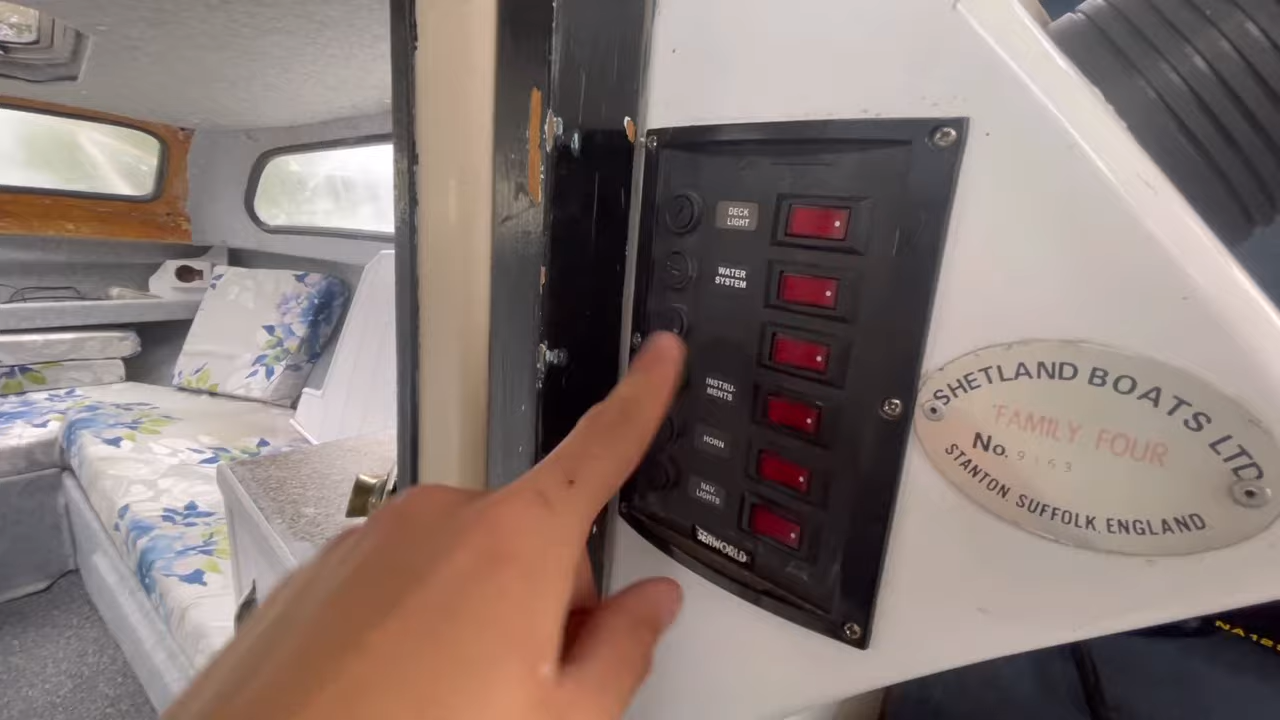 DECK
LIGHT
WATER
SYSTEM
INSTRU-
MENTS
HORN
NAV.
LIGHTS
SEAWORLD
SHETLAND BOATS LTD
'FAMILY FOUR
No. 9163
STANTON, SUFFOLK, ENGLAND